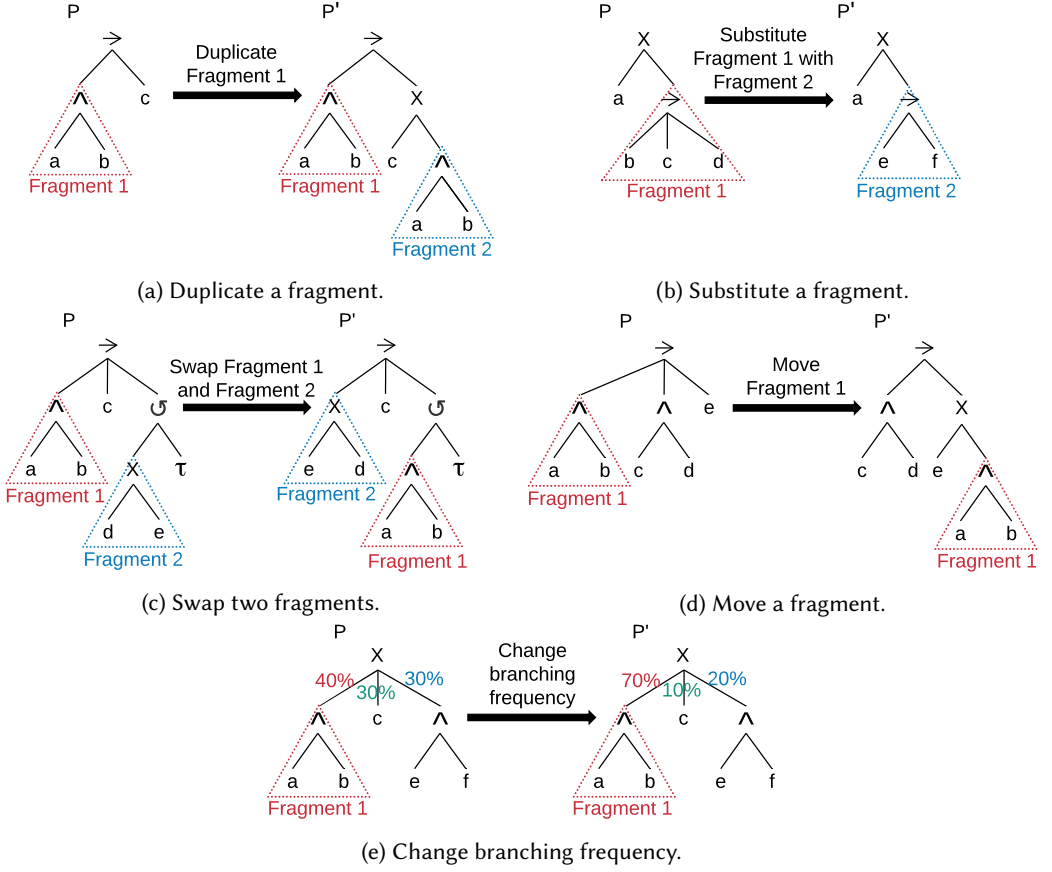 P
P'
→
→
Duplicate
Fragment 1
∧
c
∧
X
a
b
a
b
c
∧
Fragment 1
Fragment 1
a
b
Fragment 2
(a) Duplicate a fragment.
P
P'
X
X
Substitute
Fragment 1 with
Fragment 2
a
→
a
→
b
c
d
e
f
Fragment 1
Fragment 2
(b) Substitute a fragment.
P
P'
→
→
Swap Fragment 1
and Fragment 2
∧
c
↺
X
c
↺
a
b
X
τ
e
d
∧
τ
Fragment 1
Fragment 2
d
e
a
b
Fragment 2
Fragment 1
(c) Swap two fragments.
P
P'
→
→
Move
Fragment 1
∧
∧
e
∧
X
a
b
c
d
c
d
e
∧
Fragment 1
a
b
Fragment 1
(d) Move a fragment.
P
P'
X
X
Change
branching
frequency
40%
30%
30%
70%
10%
20%
∧
c
∧
∧
c
∧
a
b
e
f
a
b
e
f
Fragment 1
Fragment 1
(e) Change branching frequency.